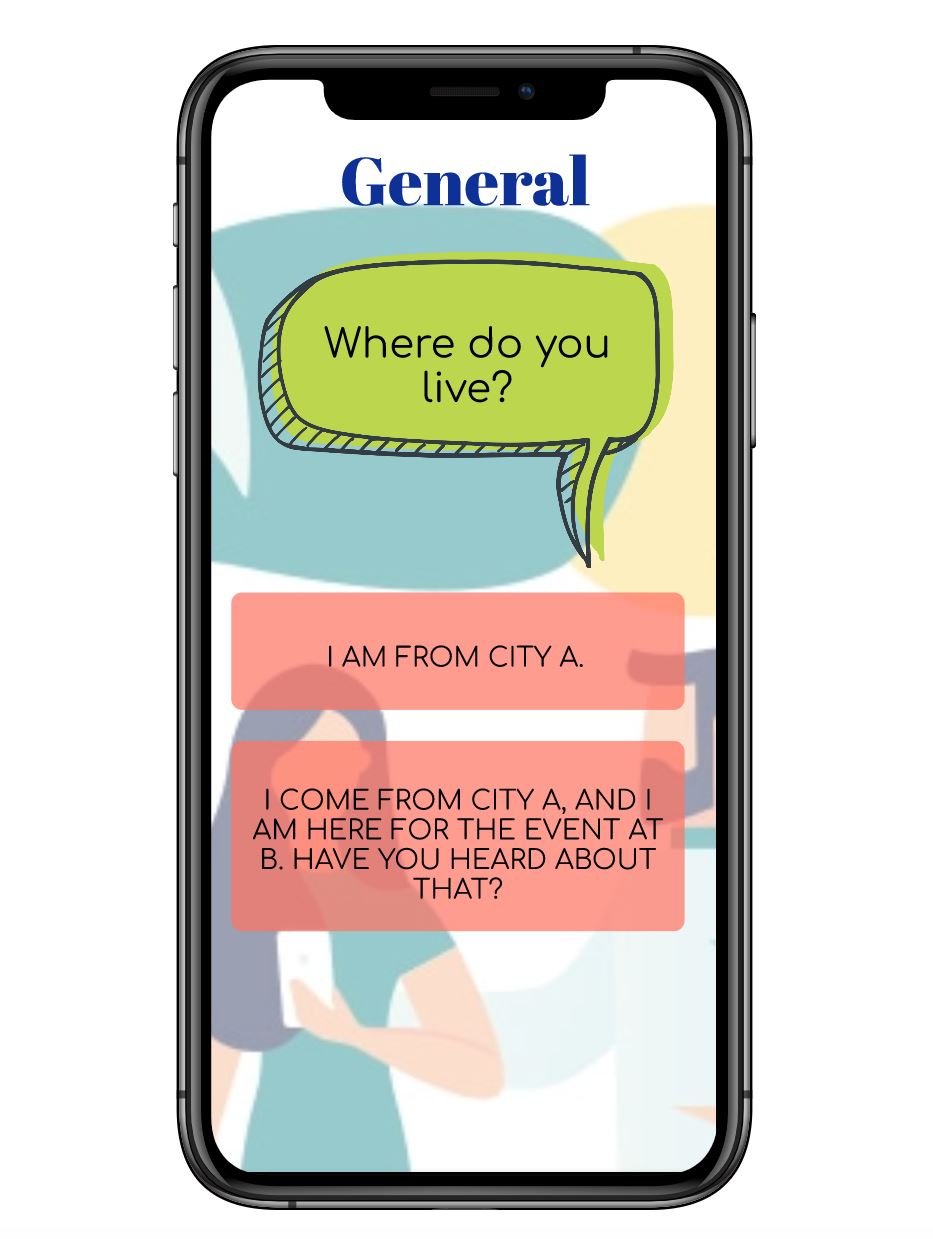 General
Where do you
live?
I AM FROM CITY A.
I COME FROM CITY A, AND I
AM HERE FOR THE EVENT AT
B. HAVE YOU HEARD ABOUT
THAT?